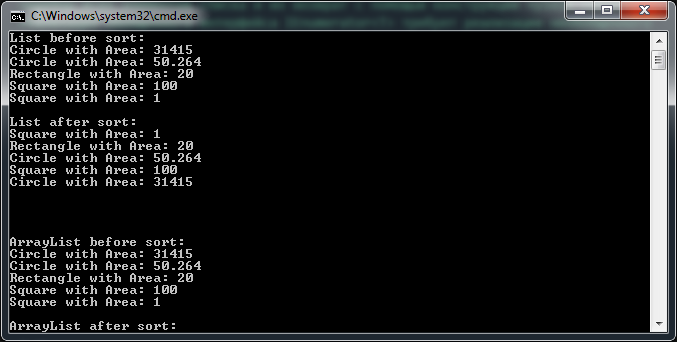 C:\Windows\system32\cmd.exe
List before sort:
Circle with Area: 31415
Circle with Area: 50.264
Rectangle with Area: 20
Square with Area: 100
Square with Area: 1
List after sort:
Square with Area: 1
Rectangle with Area: 20
Circle with Area: 50.264
Square with Area: 100
Circle with Area: 31415
ArrayList before sort:
Circle with Area: 31415
Circle with Area: 50.264
Rectangle with Area: 20
Square with Area: 100
Square with Area: 1
ArrayList after sort: